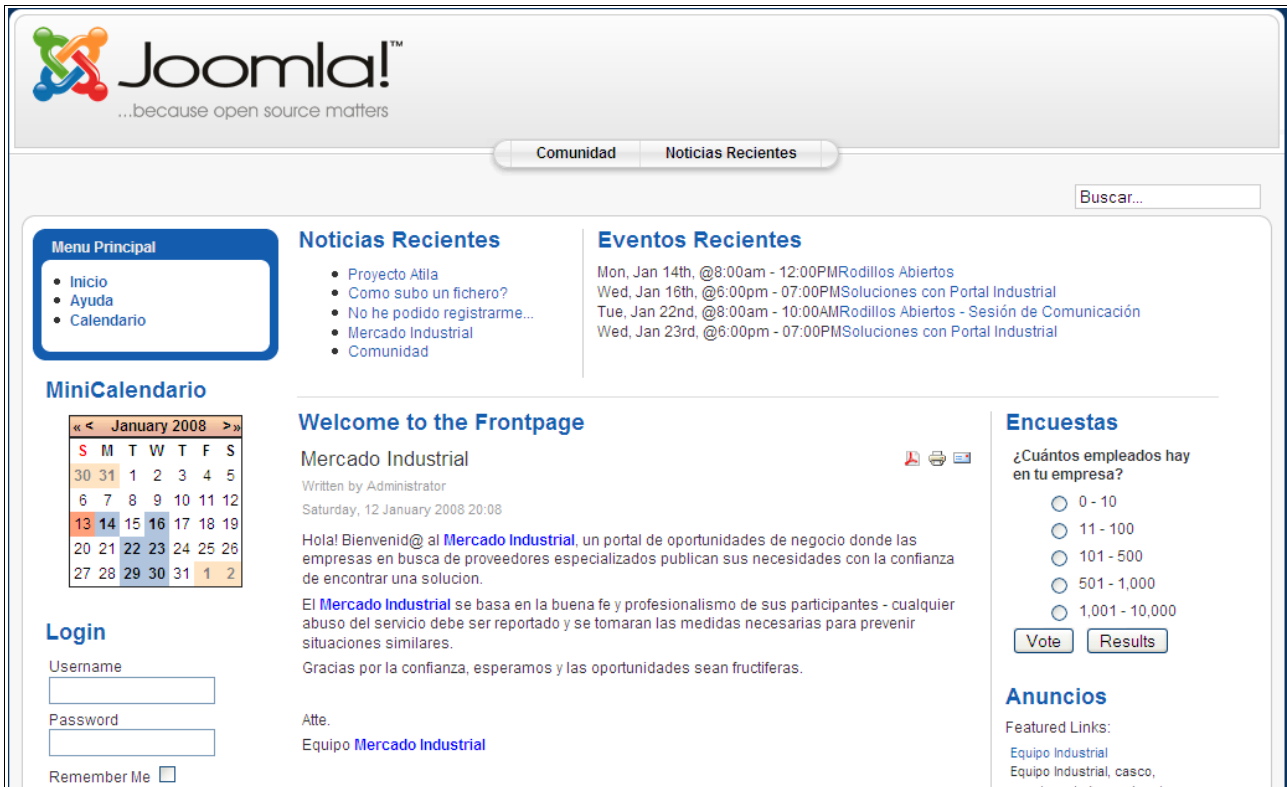 Joomla!™
...because open source matters
Comunidad Noticias Recientes
Buscar...
Menu Principal
Inicio
Ayuda
Calendario
Noticias Recientes
Proyecto Atila
Como subo un fichero?
No he podido registrarme...
Mercado Industrial
Comunidad
Eventos Recientes
Mon, Jan 14th, @8:00am - 12:00PMRodillos Abiertos
Wed, Jan 16th, @6:00pm - 07:00PMSoluciones con Portal Industrial
Tue, Jan 22nd, @8:00am - 10:00AMRodillos Abiertos - Sesión de Comunicación
Wed, Jan 23rd, @6:00pm - 07:00PMSoluciones con Portal Industrial
MiniCalendario
« < January 2008 > »
S M T W T F S
30 31 1 2 3 4 5
6 7 8 9 10 11 12
13 14 15 16 17 18 19
20 21 22 23 24 25 26
27 28 29 30 31 1 2
Login
Username
Password
Remember Me
Welcome to the Frontpage
Mercado Industrial
Written by Administrator
Saturday, 12 January 2008 20:08
Hola! Bienvenid@ al Mercado Industrial, un portal de oportunidades de negocio donde las
empresas en busca de proveedores especializados publican sus necesidades con la confianza
de encontrar una solucion.
El Mercado Industrial se basa en la buena fe y profesionalismo de sus participantes - cualquier
abuso del servicio debe ser reportado y se tomaran las medidas necesarias para prevenir
situaciones similares.
Gracias por la confianza, esperamos y las oportunidades sean fructiferas.
Atte.
Equipo Mercado Industrial
Encuestas
¿Cuántos empleados hay
en tu empresa?
0 - 10
11 - 100
101 - 500
501 - 1,000
1,001 - 10,000
Vote Results
Anuncios
Featured Links:
Equipo Industrial
Equipo Industrial, casco,